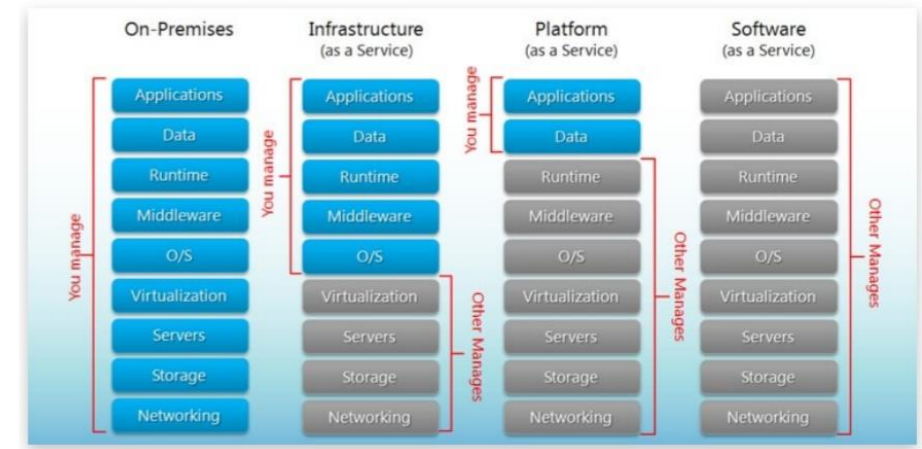 On-Premises
Infrastructure
(as a Service)
Platform
(as a Service)
Software
(as a Service)
You manage
Applications
Data
Runtime
Middleware
O/S
Virtualization
Servers
Storage
Networking
You manage
Applications
Data
Runtime
Middleware
O/S
Virtualization
Servers
Storage
Networking
Other Manages
You manage
Applications
Data
Runtime
Middleware
O/S
Virtualization
Servers
Storage
Networking
Other Manages
Applications
Data
Runtime
Middleware
O/S
Virtualization
Servers
Storage
Networking
Other Manages